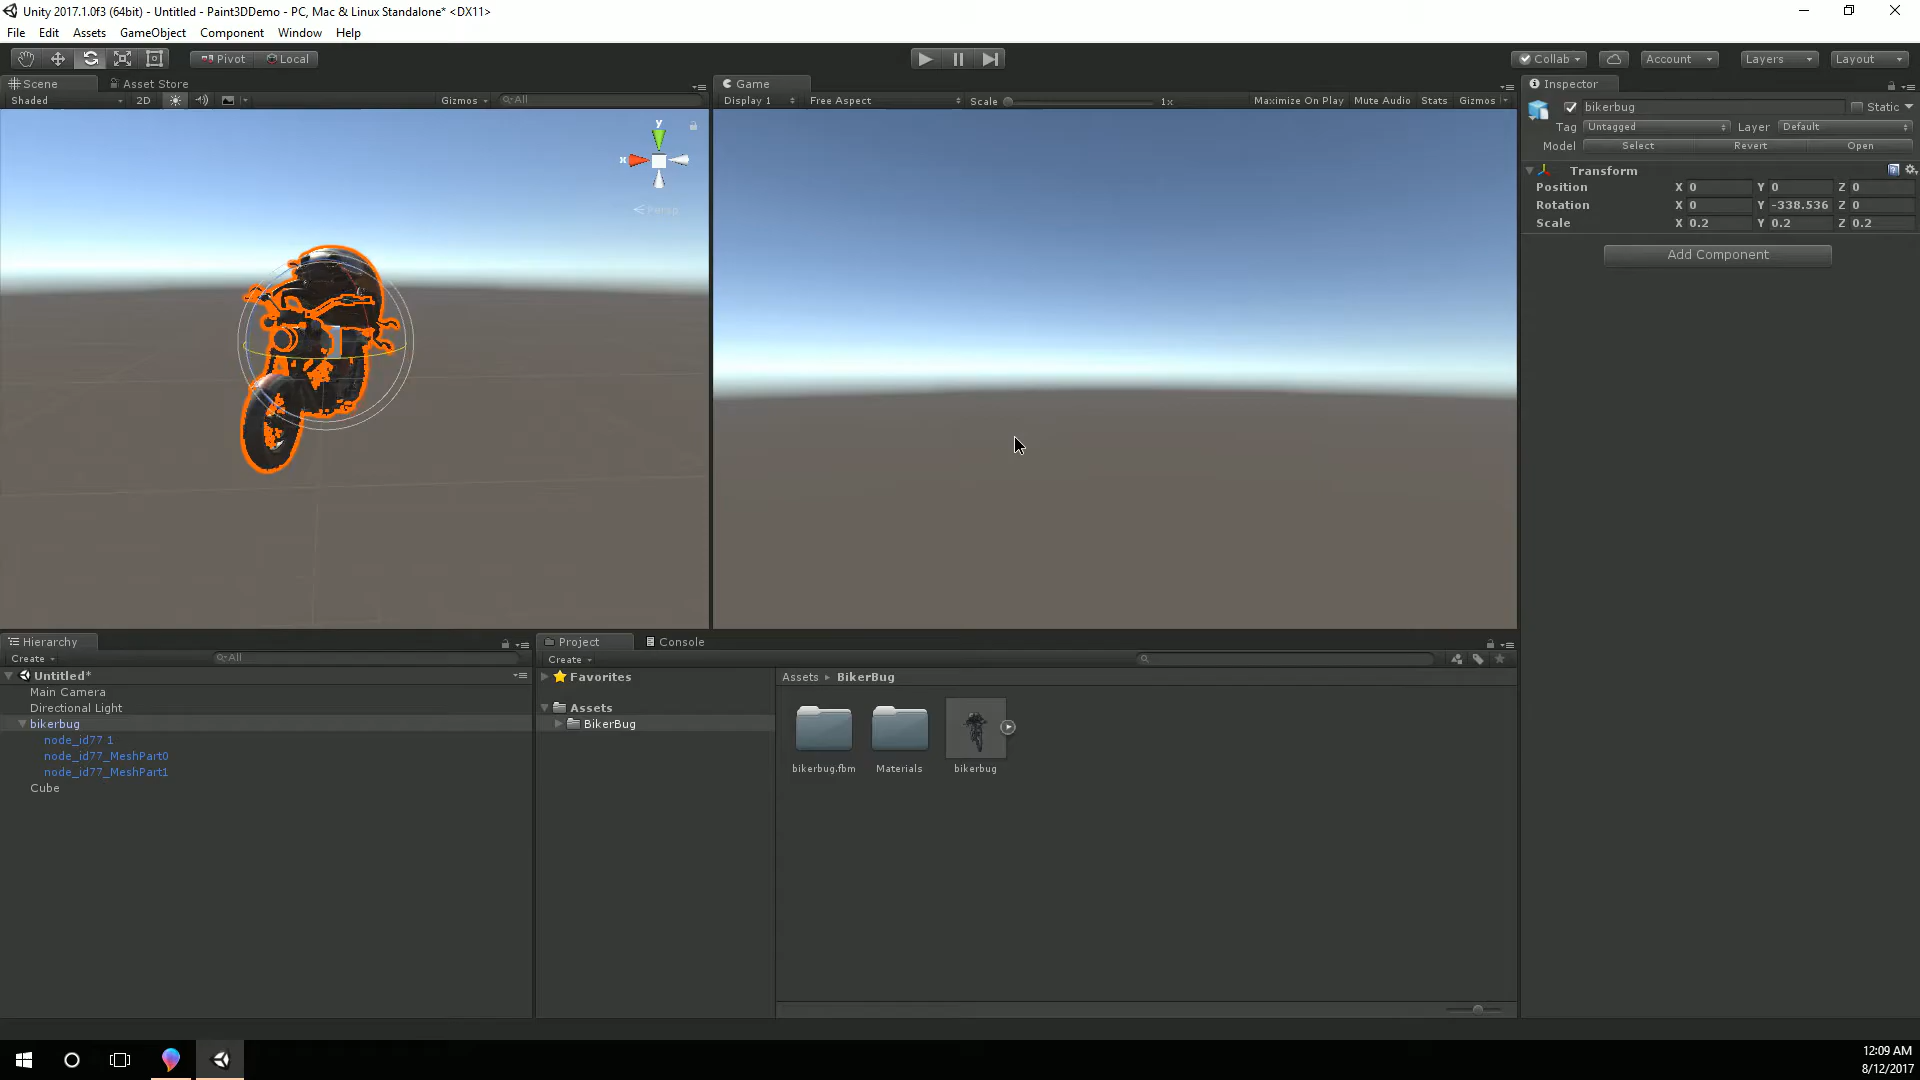 Unity 2017.1.0f3 (64bit) - Untitled - Paint3DDemo - PC, Mac & Linux Standalone* <DX11>
File Edit Assets GameObject Component Window Help
Pivot Local Collab Account Layers Layout
Scene Asset Store Game Inspector
Shaded 2D Gizmos All Display 1 Free Aspect Scale 1x Maximize On Play Mute Audio Stats Gizmos
bikerbug Static
Tag Untagged Layer Default
Model Select Revert Open
y
x
Persp
Transform
Position X 0 Y 0 Z 0
Rotation X 0 Y -338.536 Z 0
Scale X 0.2 Y 0.2 Z 0.2
Add Component
Hierarchy
Create All
Untitled*
Main Camera
Directional Light
bikerbug
node_id77 1
node_id77_MeshPart0
node_id77_MeshPart1
Cube
Project Console
Create
Favorites
Assets
BikerBug
Assets BikerBug
bikerbug.fbm Materials bikerbug
12:09 AM
8/12/2017